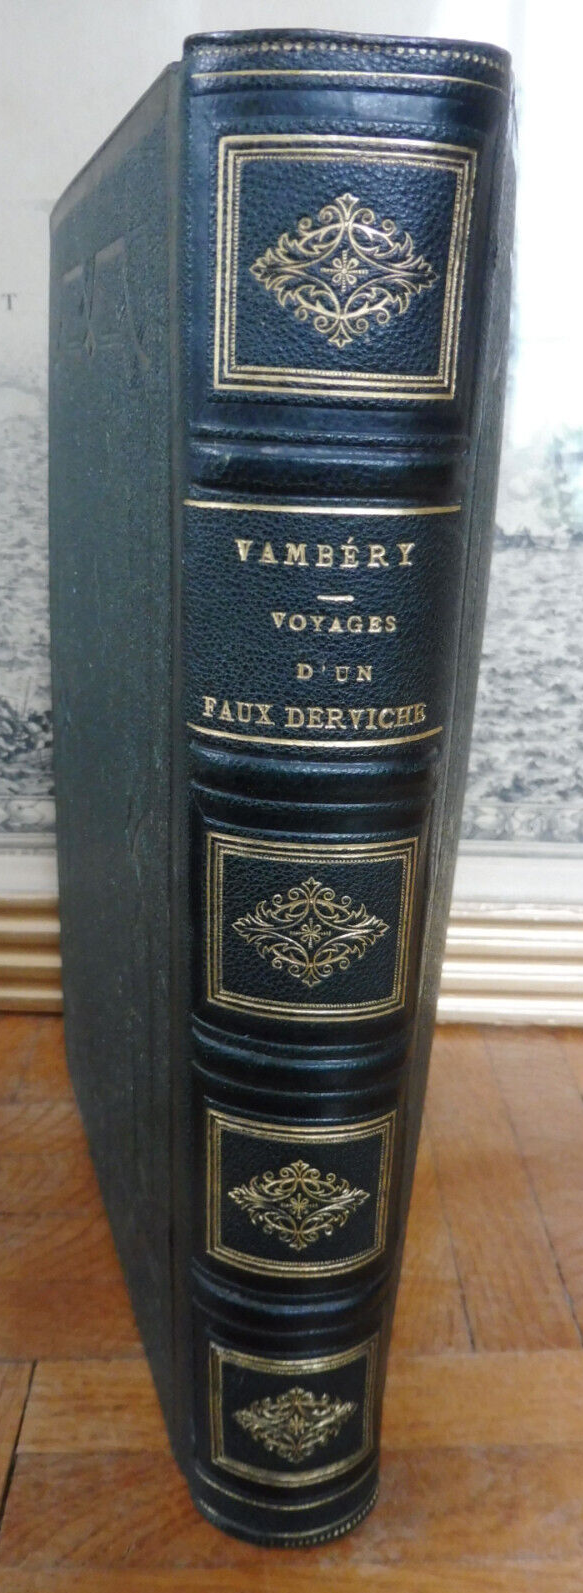 VAMBÉRY
VOYAGES
D'UN
FAUX DERVICHE
T